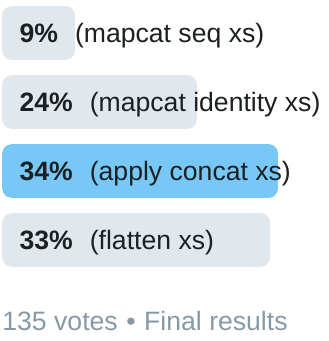 9% (mapcat seq xs)
24% (mapcat identity xs)
34% (apply concat xs)
33% (flatten xs)
135 votes • Final results